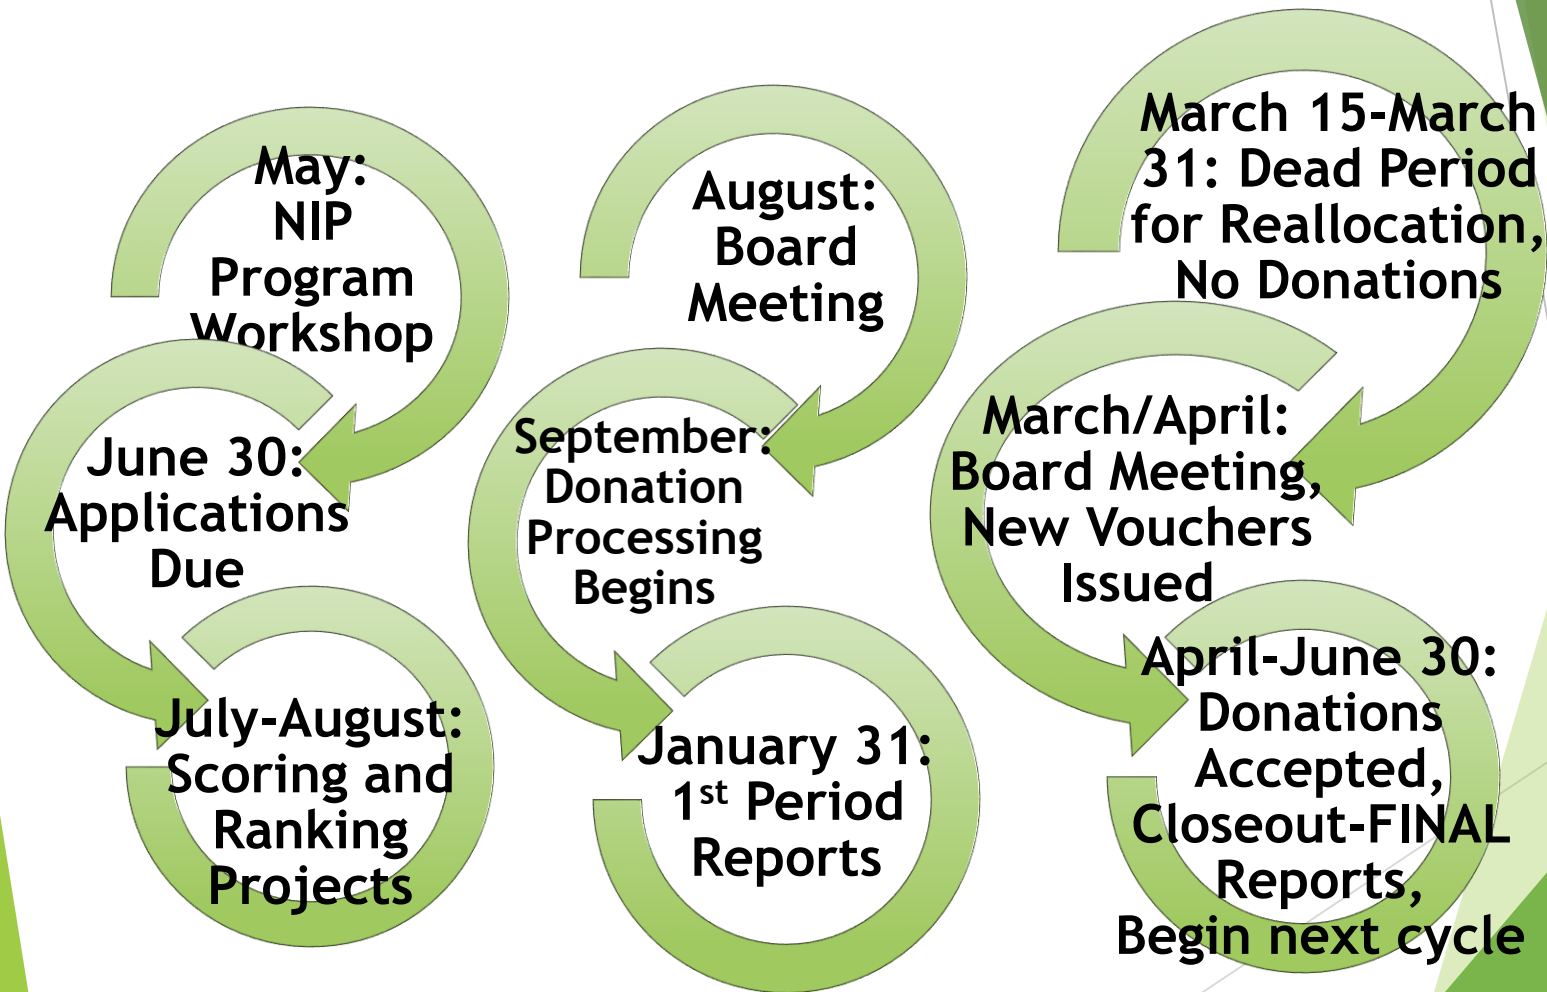 May:
NIP
Program
Workshop
June 30:
Applications
Due
July-August:
Scoring and
Ranking
Projects
August:
Board
Meeting
September:
Donation
Processing
Begins
January 31:
1st Period
Reports
March 15-March
31: Dead Period
for Reallocation,
No Donations
March/April:
Board Meeting,
New Vouchers
Issued
April-June 30:
Donations
Accepted,
Closeout-FINAL
Reports,
Begin next cycle